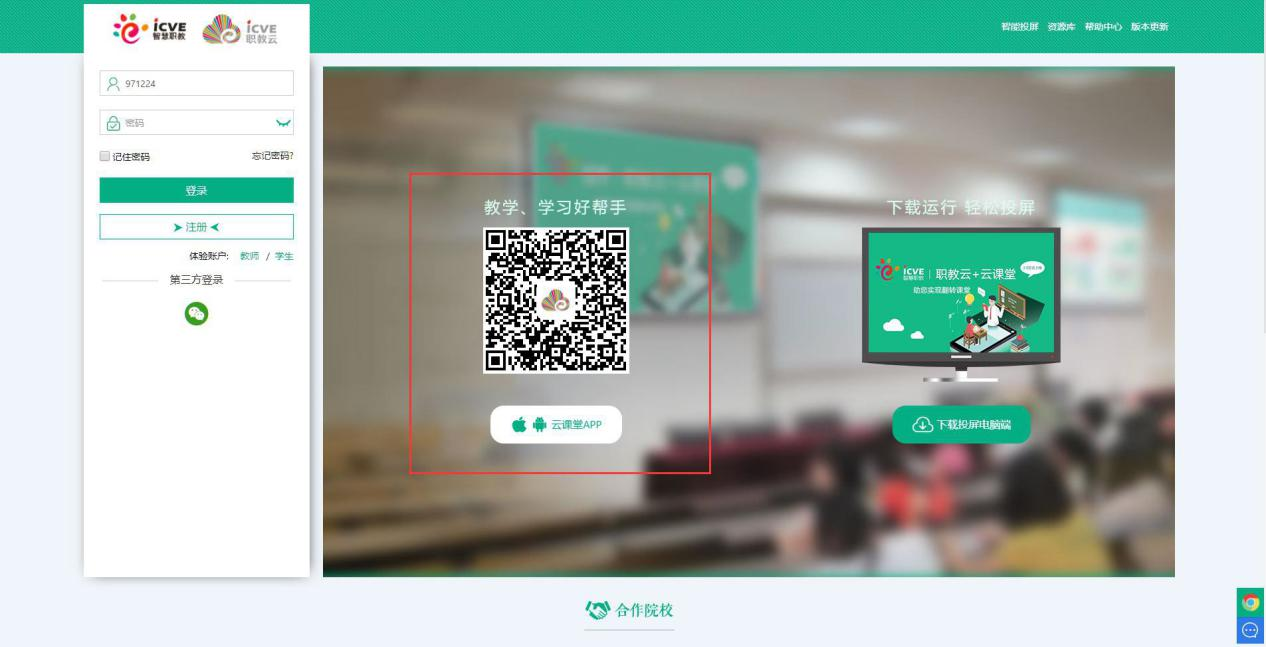 icve
智慧职教
icve
职教云
智能投屏 资源库 帮助中心 版本更新
971224
密码
记住密码 忘记密码?
登录
注册
体验账户: 教师 / 学生
第三方登录
教学、学习好帮手
云课堂APP
下载运行 轻松投屏
icve
智慧职教
职教云+云课堂
助您实现翻转课堂
下载投屏电脑端
合作院校